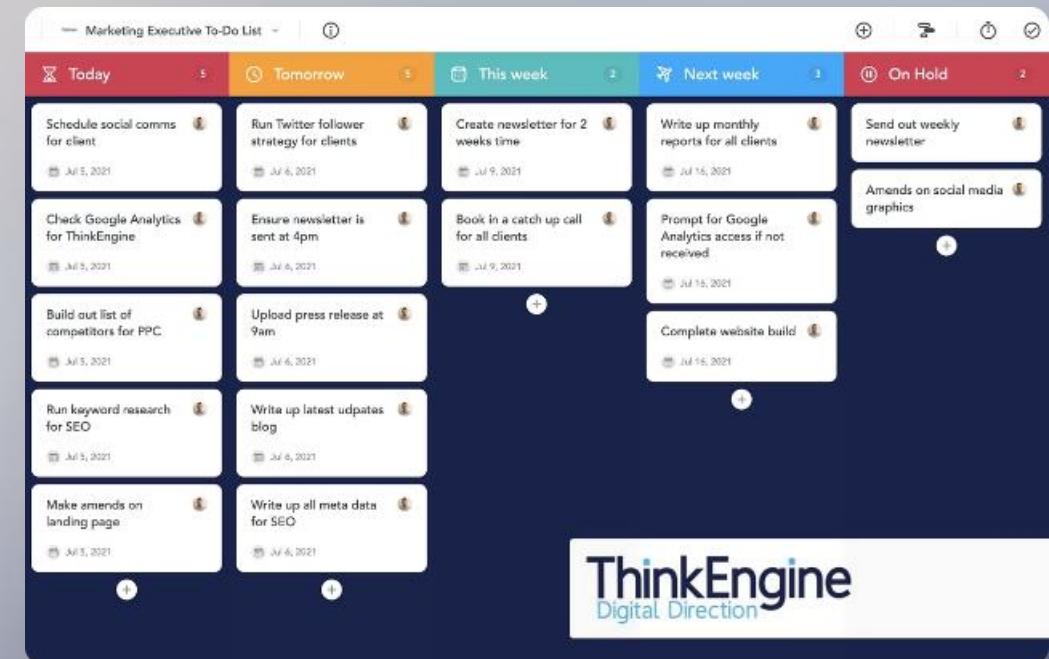 Marketing Executive To-Do List
Today 5
Tomorrow 5
This week 2
Next week 3
On Hold 2
Schedule social comms
for client
Jul 5, 2021
Check Google Analytics
for ThinkEngine
Jul 5, 2021
Build out list of
competitors for PPC
Jul 5, 2021
Run keyword research
for SEO
Jul 5, 2021
Make amends on
landing page
Jul 5, 2021
Run Twitter follower
strategy for clients
Jul 6, 2021
Ensure newsletter is
sent at 4pm
Jul 6, 2021
Upload press release at
9am
Jul 6, 2021
Write up latest udpates
blog
Jul 6, 2021
Write up all meta data
for SEO
Jul 6, 2021
Create newsletter for 2
weeks time
Jul 9, 2021
Book in a catch up call
for all clients
Jul 9, 2021
Write up monthly
reports for all clients
Jul 16, 2021
Prompt for Google
Analytics access if not
received
Jul 16, 2021
Complete website build
Jul 16, 2021
Send out weekly
newsletter
Amends on social media
graphics
ThinkEngine
Digital Direction